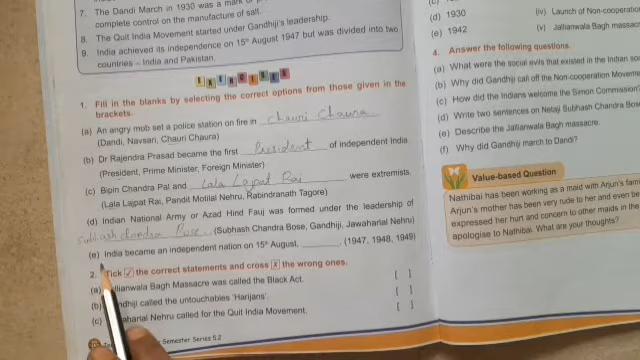 7. The Dandi March in 1930 was a mark of
complete control on the manufacture of salt.
8. The Quit India Movement started under Gandhiji's leadership.
9. India achieved its independence on 15th August 1947 but was divided into two
countries – India and Pakistan.
EXERCISES
1. Fill in the blanks by selecting the correct options from those given in the
brackets.
(a) An angry mob set a police station on fire in Chauri Chaura
(Dandi, Navsari, Chauri Chaura)
(b) Dr Rajendra Prasad became the first President of independent India
(President, Prime Minister, Foreign Minister)
(c) Bipin Chandra Pal and Lala Lajpat Rai were extremists.
(Lala Lajpat Rai, Pandit Motilal Nehru, Rabindranath Tagore)
(d) Indian National Army or Azad Hind Fauj was formed under the leadership of
Subhash Chandra Bose. (Subhash Chandra Bose, Gandhiji, Jawaharlal Nehru)
(e) India became an independent nation on 15th August, ______. (1947, 1948, 1949)
2. Tick ✓ the correct statements and cross ✗ the wrong ones.
(a) Jallianwala Bagh Massacre was called the Black Act. [ ]
(b) Gandhiji called the untouchables 'Harijans'. [ ]
(c) Jawaharlal Nehru called for the Quit India Movement. [ ]
Semester Series 5.2
(d) 1930
(e) 1942
(iv) Launch of Non-cooperation
(v) Jallianwala Bagh massacre
4. Answer the following questions.
(a) What were the social evils that existed in the Indian
(b) Why did Gandhiji call off the Non-cooperation
(c) How did the Indians welcome the Simon Commission
(d) Write two sentences on Netaji Subhash Chandra
(e) Describe the Jallianwala Bagh massacre.
(f) Why did Gandhiji march to Dandi?
Value-based Question
Nathibai has been working as a maid with Arjun's
Arjun's mother has been very rude to her and even
expressed her hurt and concern to other maids in the
apologise to Nathibai. What are your thoughts?